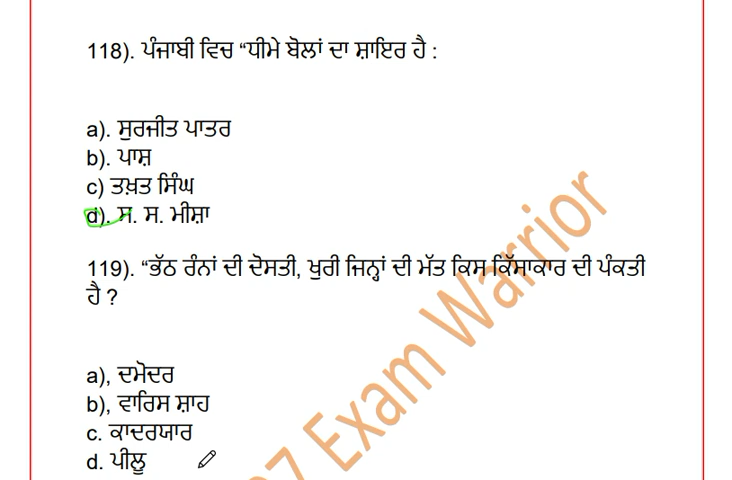 118). ਪੰਜਾਬੀ ਵਿਚ “ਧੀਮੇ ਬੋਲਾਂ ਦਾ ਸ਼ਾਇਰ ਹੈ :
a). ਸੁਰਜੀਤ ਪਾਤਰ
b). ਪਾਸ਼
c) ਤਖ਼ਤ ਸਿੰਘ
d). ਸ. ਸ. ਮੀਸ਼ਾ
119). “ਭੱਠ ਰੰਨਾਂ ਦੀ ਦੋਸਤੀ, ਖੁਰੀ ਜਿਨ੍ਹਾਂ ਦੀ ਮੱਤ ਕਿਸ ਕਿੱਸਾਕਾਰ ਦੀ ਪੰਕਤੀ
ਹੈ ?
a), ਦਮੋਦਰ
b), ਵਾਰਿਸ ਸ਼ਾਹ
c. ਕਾਦਰਯਾਰ
d. ਪੀਲੂ
Exam Warrior